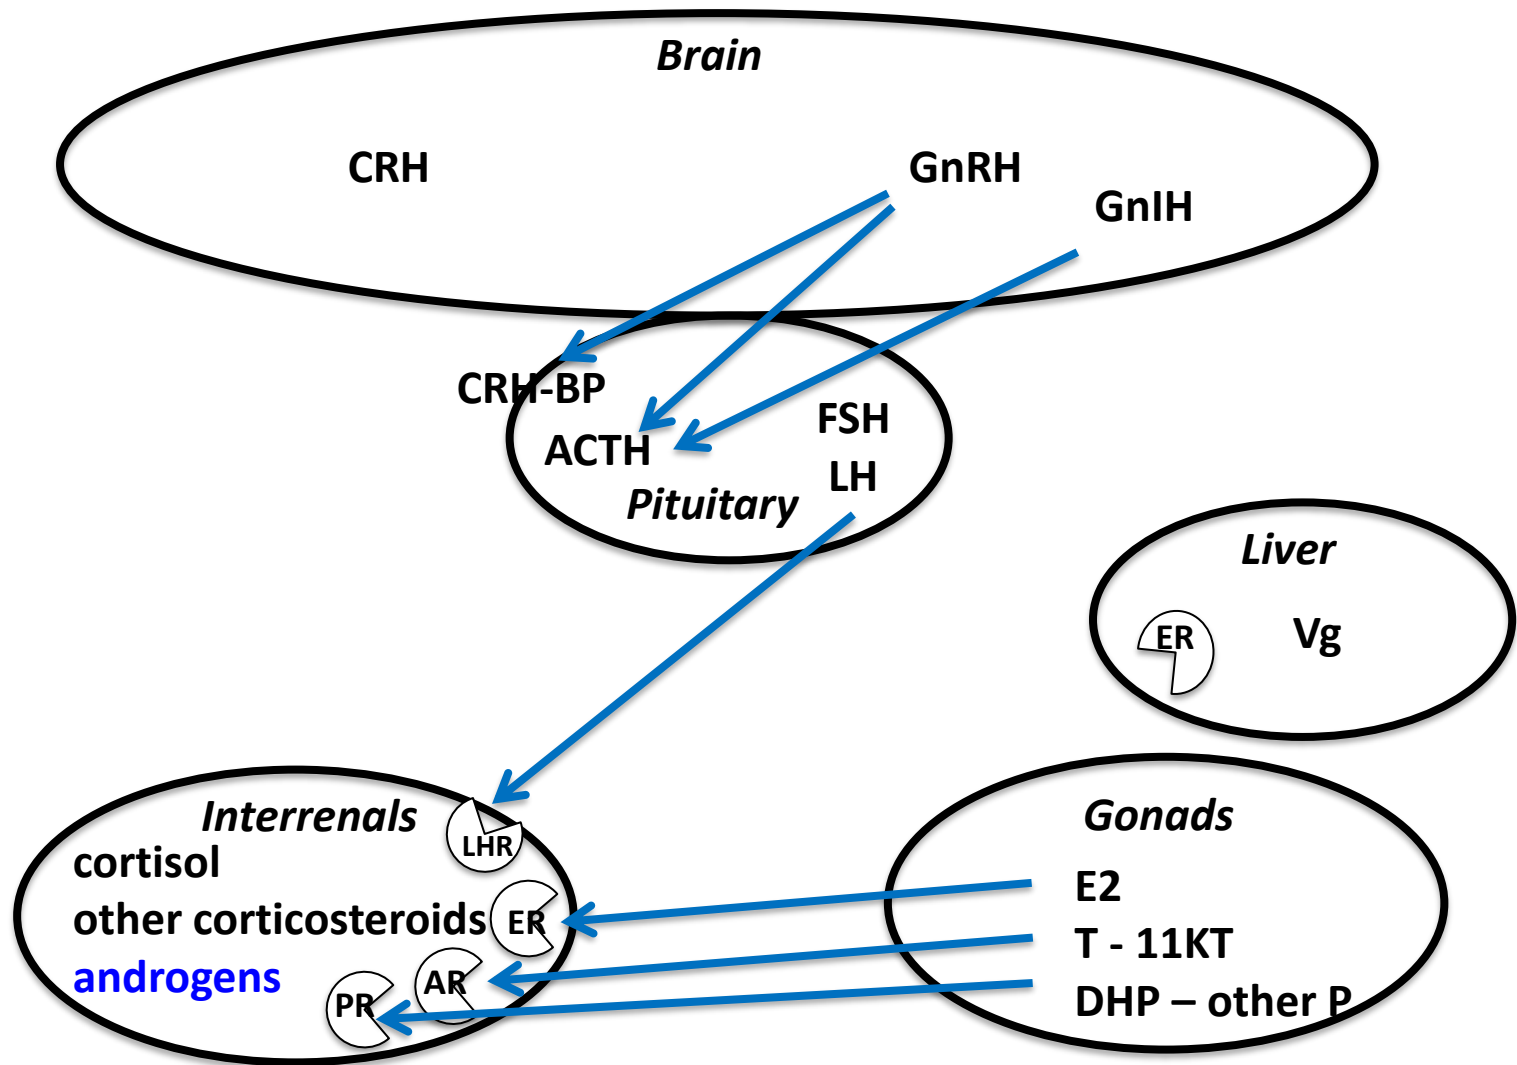 Brain
CRH
GnRH
GnIH
CRH-BP
ACTH
FSH
LH
Pituitary
Liver
ER
Vg
Interrenals
LHR
cortisol
other corticosteroids
ER
androgens
AR
PR
Gonads
E2
T - 11KT
DHP – other P